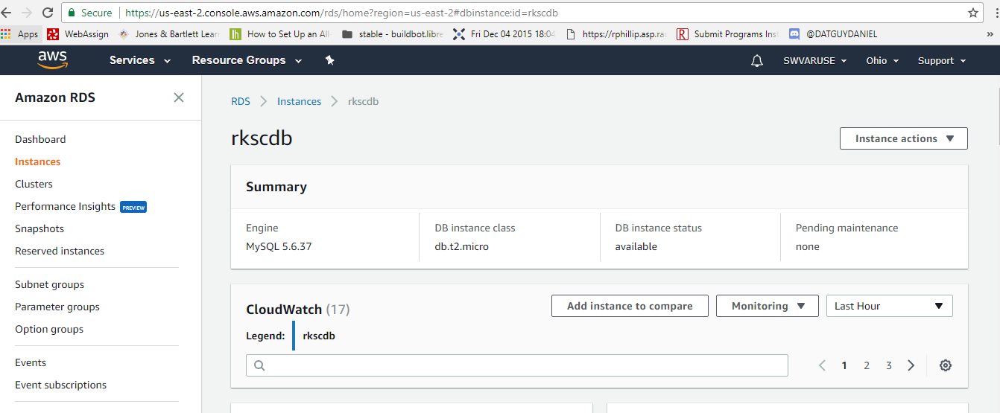 Secure https://us-east-2.console.aws.amazon.com/rds/home?region=us-east-2#dbinstance:id=rkscdb
Apps WebAssign Jones & Bartlett Lear How to Set Up an All- stable - buildbot.libre Fri Dec 04 2015 18:04 https://rphillip.asp.rad Submit Programs Inst @DATGUYDANIEL »
aws Services Resource Groups SWVARUSE Ohio Support
Amazon RDS
Dashboard
Instances
Clusters
Performance Insights PREVIEW
Snapshots
Reserved instances
Subnet groups
Parameter groups
Option groups
Events
Event subscriptions
RDS Instances rkscdb
rkscdb Instance actions
Summary
Engine DB instance class DB instance status Pending maintenance
MySQL 5.6.37 db.t2.micro available none
CloudWatch (17) Add instance to compare Monitoring Last Hour
Legend: rkscdb
1 2 3